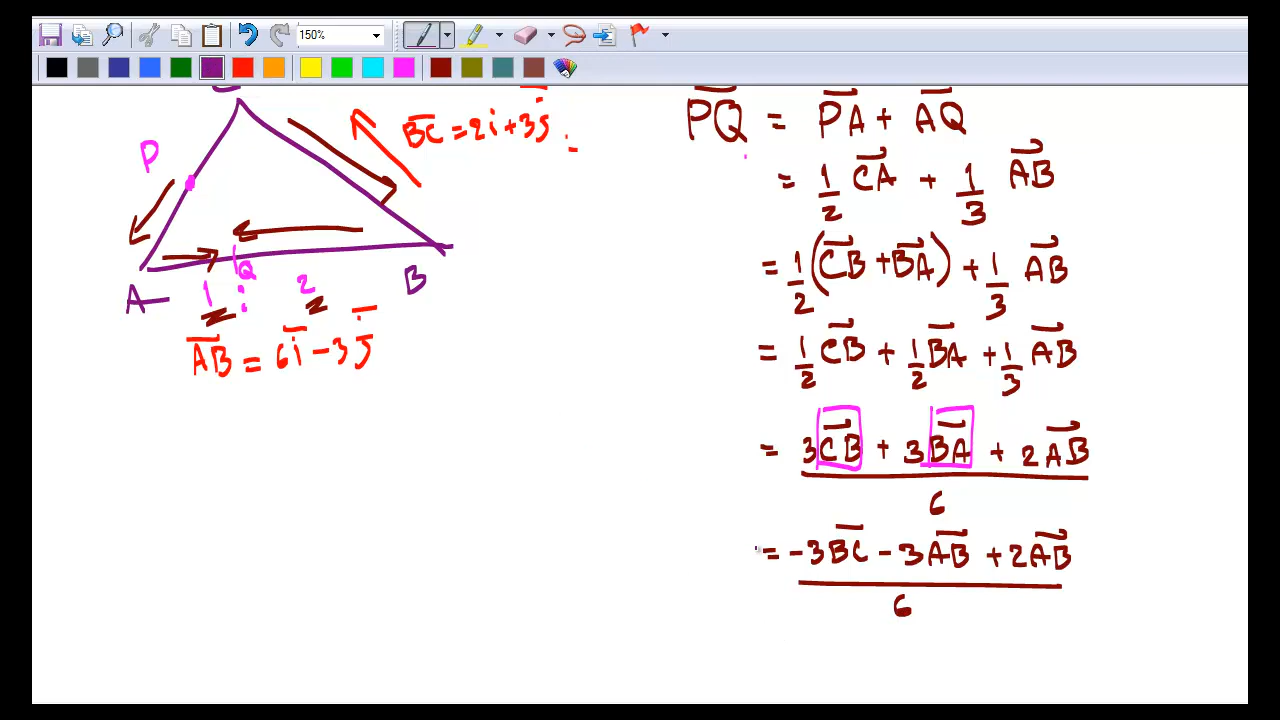 150%
P
BC = 2i + 3j
A
Q
B
1 : 2
AB = 6i - 3j
PQ = PA + AQ
= 1/2 CA + 1/3 AB
= 1/2 (CB + BA) + 1/3 AB
= 1/2 CB + 1/2 BA + 1/3 AB
= 3CB + 3BA + 2AB
6
= -3BC - 3AB + 2AB
6